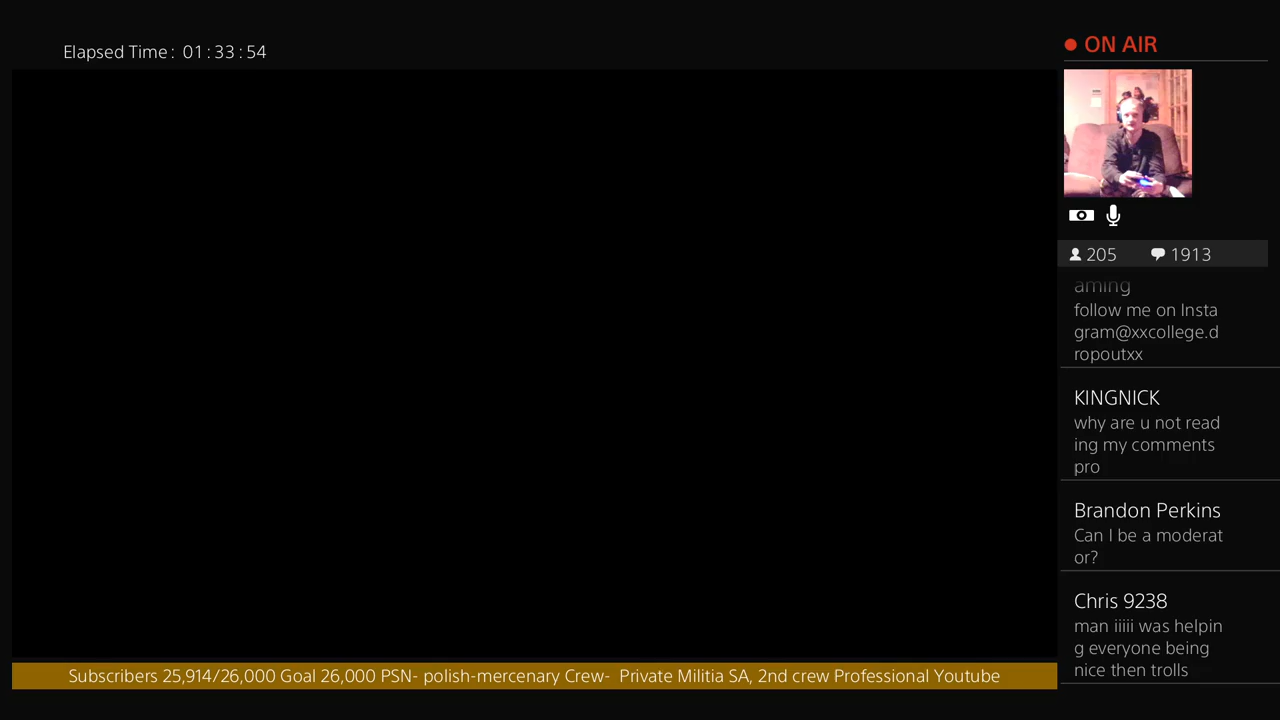 Elapsed Time: 01:33:54
ON AIR
205 1913
aming
follow me on Insta
gram@xxcollege.d
ropoutxx
KINGNICK
why are u not read
ing my comments
pro
Brandon Perkins
Can I be a moderat
or?
Chris 9238
man iiiii was helpin
g everyone being
nice then trolls
Subscribers 25,914/26,000 Goal 26,000 PSN- polish-mercenary Crew- Private Militia SA, 2nd crew Professional Youtube